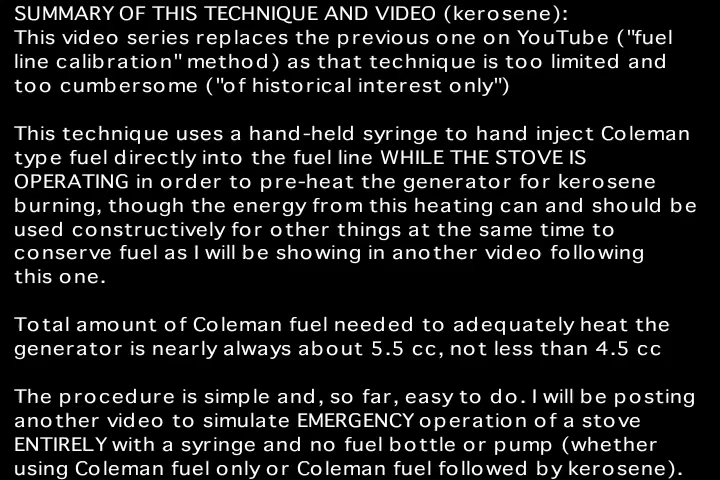 SUMMARY OF THIS TECHNIQUE AND VIDEO (kerosene):
This video series replaces the previous one on YouTube ("fuel
line calibration" method) as that technique is too limited and
too cumbersome ("of historical interest only")
This technique uses a hand-held syringe to hand inject Coleman
type fuel directly into the fuel line WHILE THE STOVE IS
OPERATING in order to pre-heat the generator for kerosene
burning, though the energy from this heating can and should be
used constructively for other things at the same time to
conserve fuel as I will be showing in another video following
this one.
Total amount of Coleman fuel needed to adequately heat the
generator is nearly always about 5.5 cc, not less than 4.5 cc
The procedure is simple and, so far, easy to do. I will be posting
another video to simulate EMERGENCY operation of a stove
ENTIRELY with a syringe and no fuel bottle or pump (whether
using Coleman fuel only or Coleman fuel followed by kerosene).